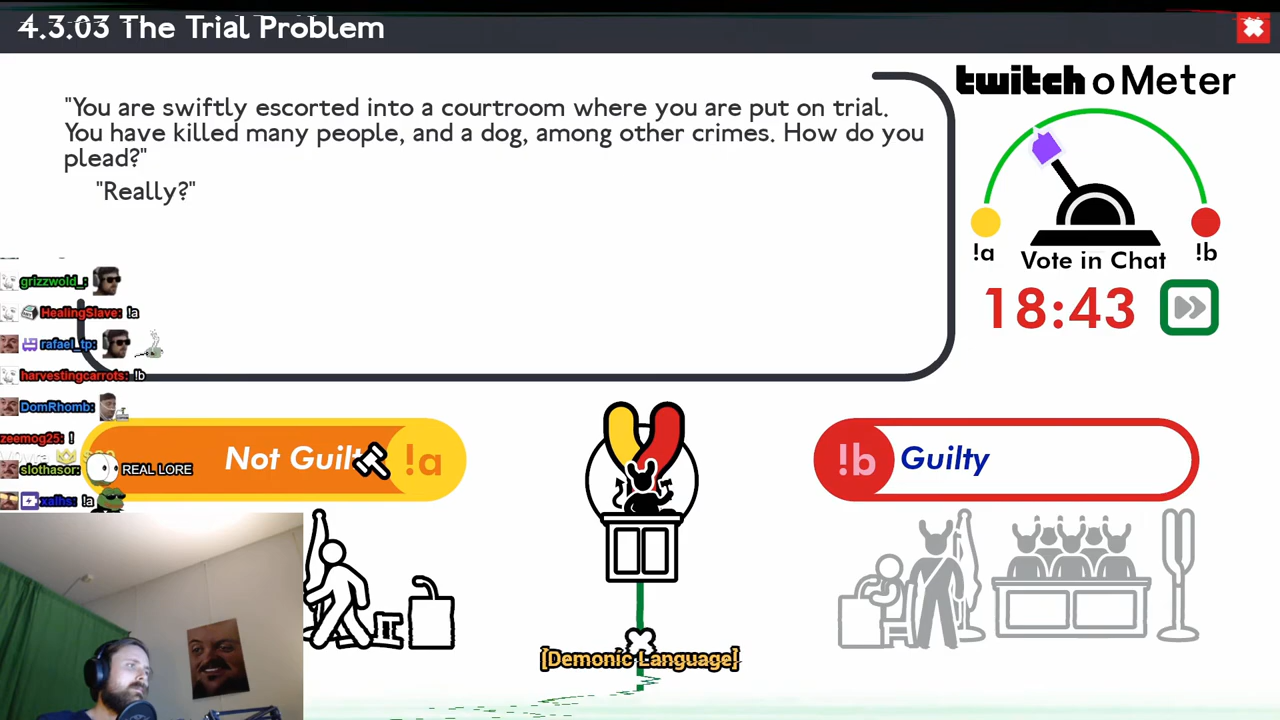 4.3.03 The Trial Problem
"You are swiftly escorted into a courtroom where you are put on trial.
You have killed many people, and a dog, among other crimes. How do you
plead?"
"Really?"
twitch o Meter
!a
!b
Vote in Chat
18:43
grizzwold_:
HealingSlave: !a
rafael_tp:
harvestingcarrots: !b
DomRhomb:
zeemog25: !
slothasor: REAL LORE
xalhs: !a
Not Guilt
!a
!b
Guilty
[Demonic Language]